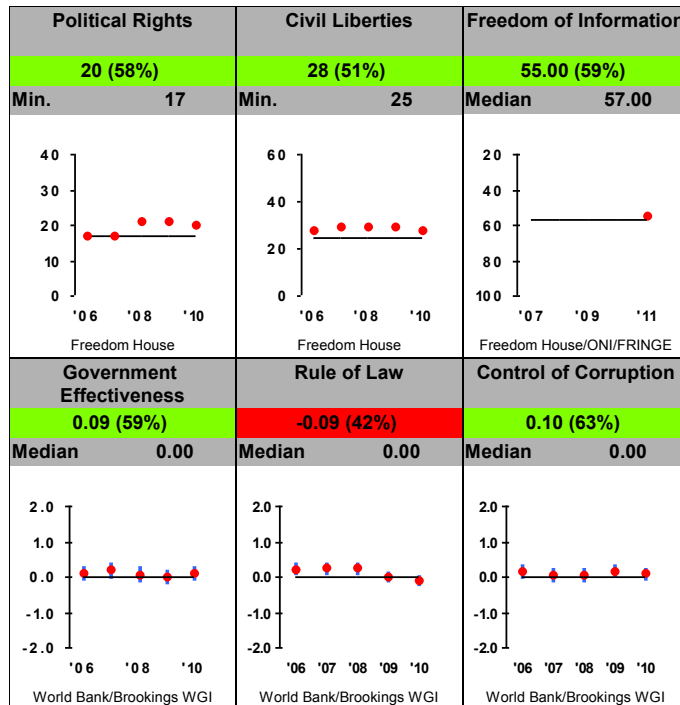 Political Rights
20 (58%)
Min. 17
40
30
20
10
0
'06 '08 '10
Freedom House
Civil Liberties
28 (51%)
Min. 25
60
40
20
0
'06 '08 '10
Freedom House
Freedom of Information
55.00 (59%)
Median 57.00
20
40
60
80
100
'07 '09 '11
Freedom House/ONI/FRINGE
Government
Effectiveness
0.09 (59%)
Median 0.00
2.0
1.0
0.0
-1.0
-2.0
'06 '08 '10
World Bank/Brookings WGI
Rule of Law
-0.09 (42%)
Median 0.00
2.0
1.0
0.0
-1.0
-2.0
'06 '07 '08 '09 '10
World Bank/Brookings WGI
Control of Corruption
0.10 (63%)
Median 0.00
2.0
1.0
0.0
-1.0
-2.0
'06 '07 '08 '09 '10
World Bank/Brookings WGI